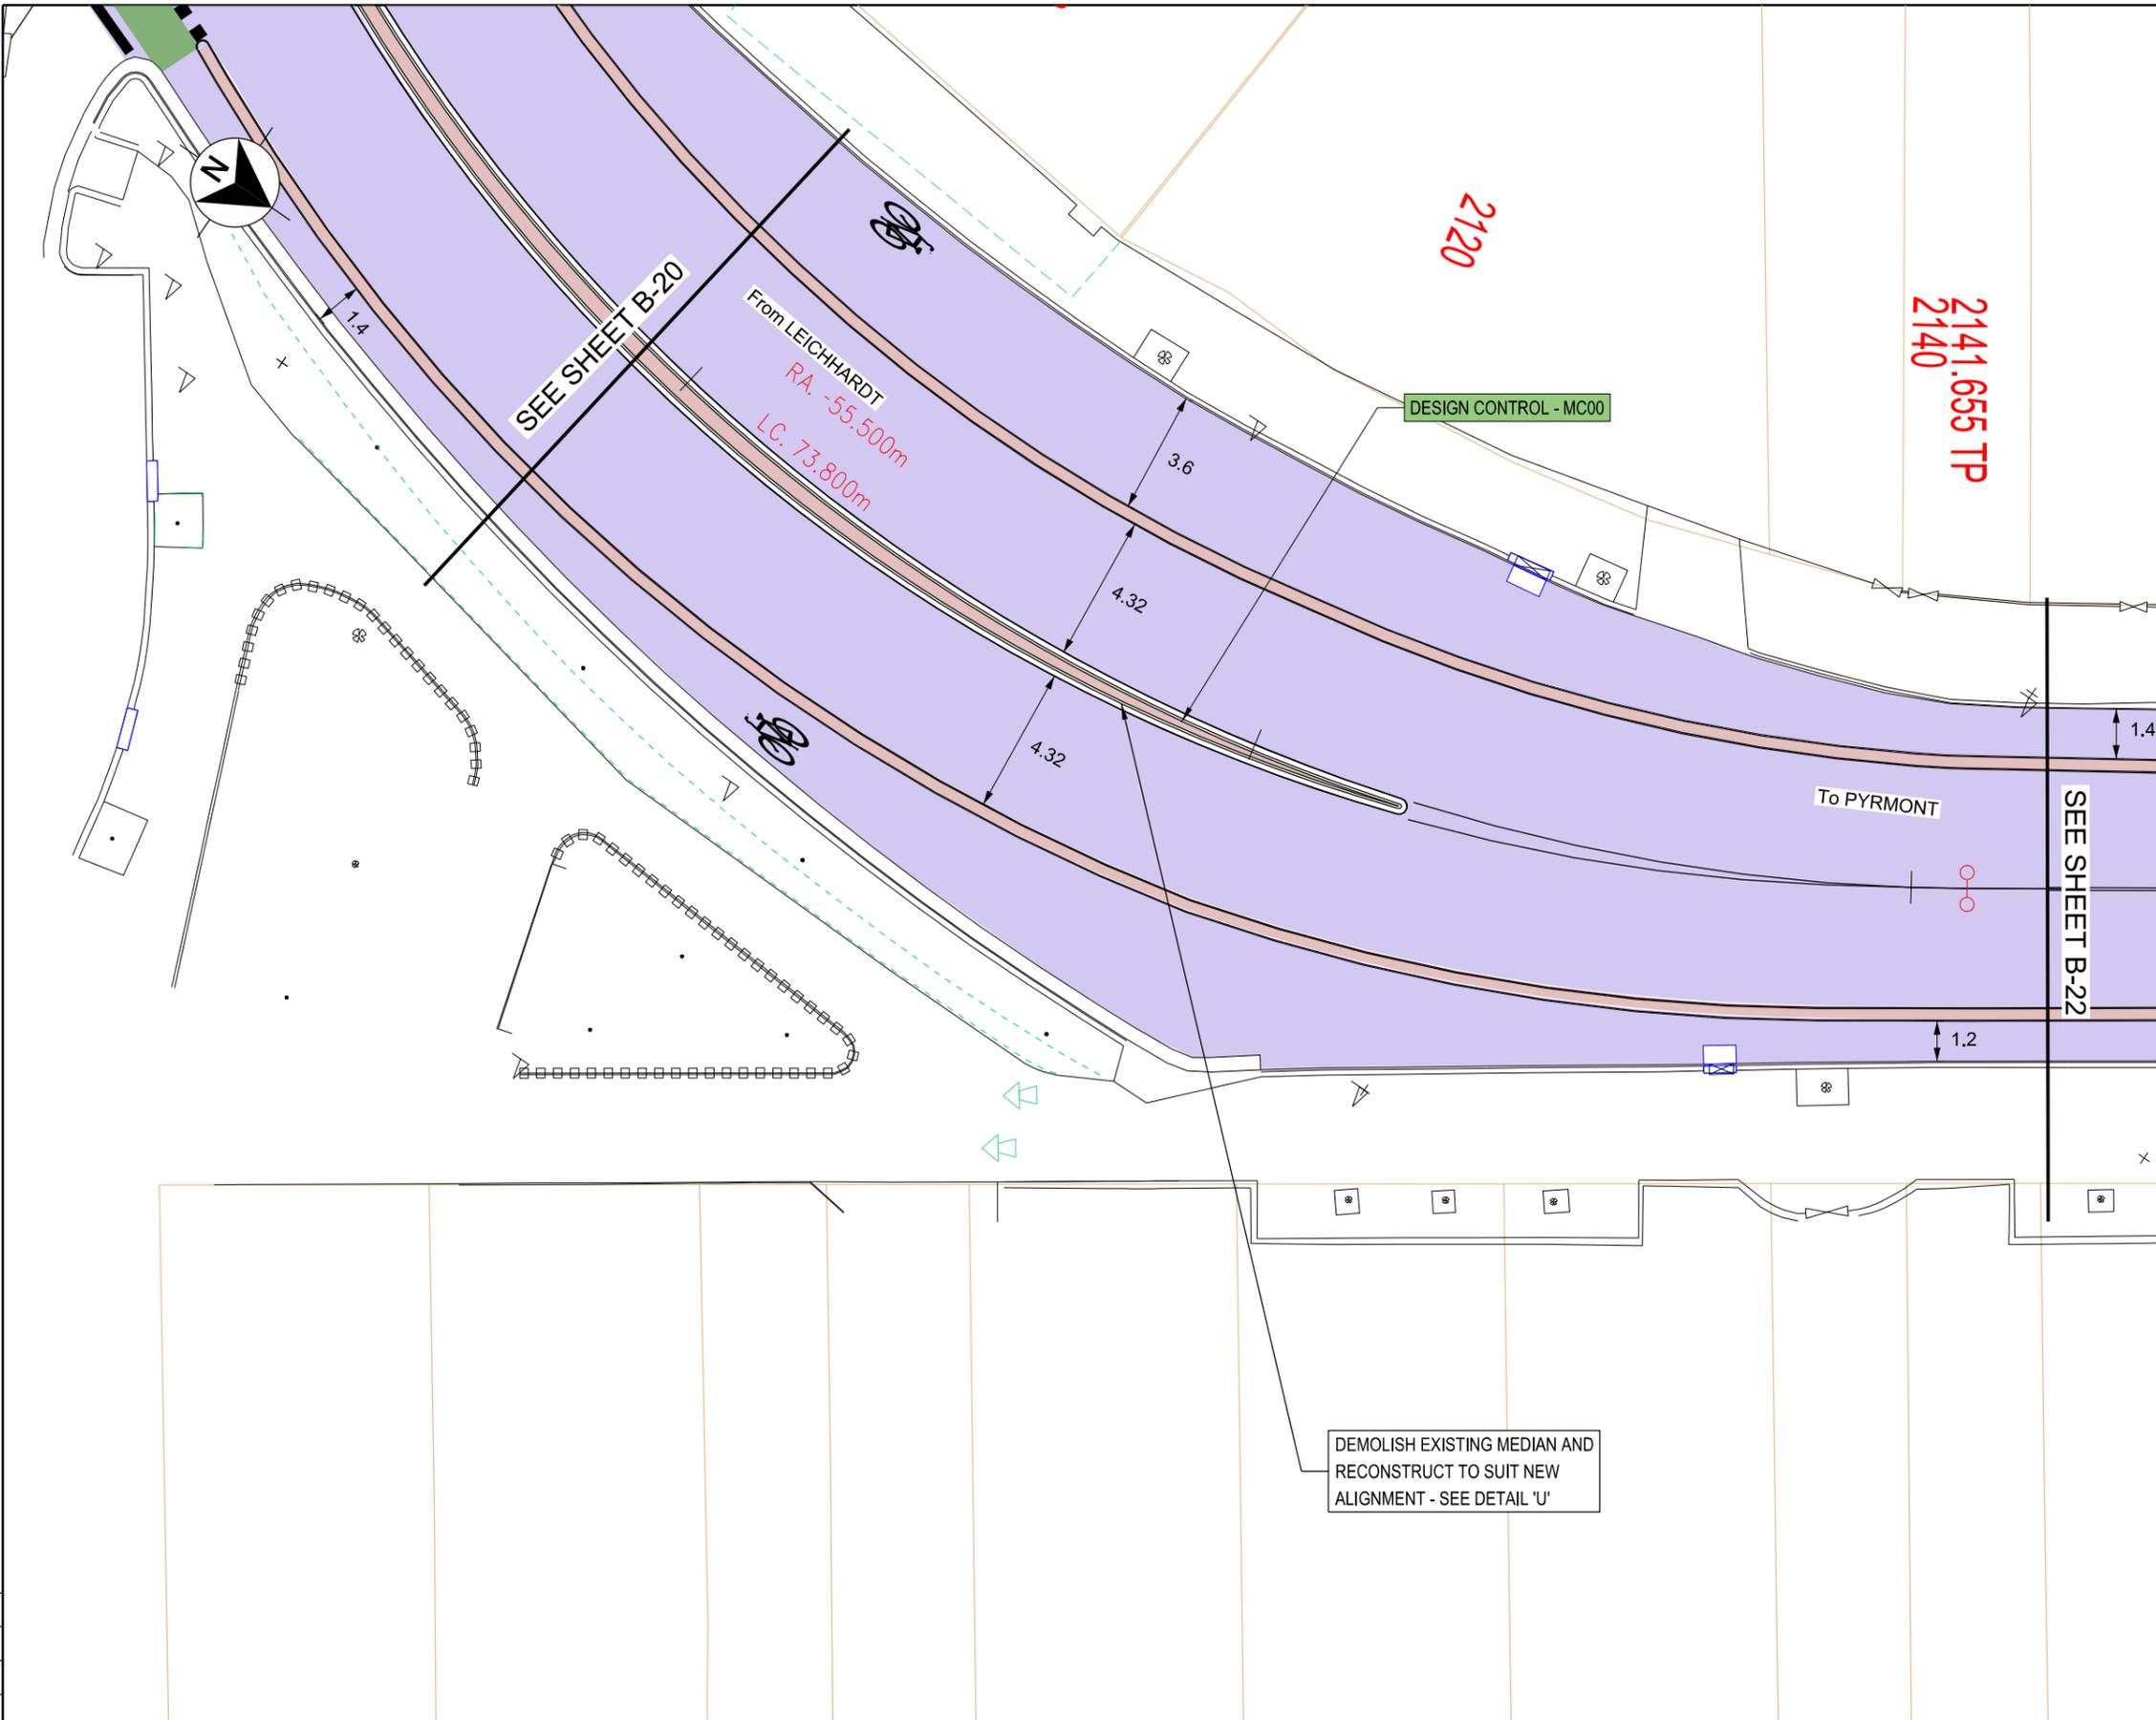 N
2120
2141.655 TP
2140
1.4
SEE SHEET B-20
From LEICHHARDT
RA. -55.500m
LC. 73.800m
DESIGN CONTROL - MC00
3.6
4.32
4.32
1.4
To PYRMONT
SEE SHEET B-22
1.2
DEMOLISH EXISTING MEDIAN AND
RECONSTRUCT TO SUIT NEW
ALIGNMENT - SEE DETAIL 'U'